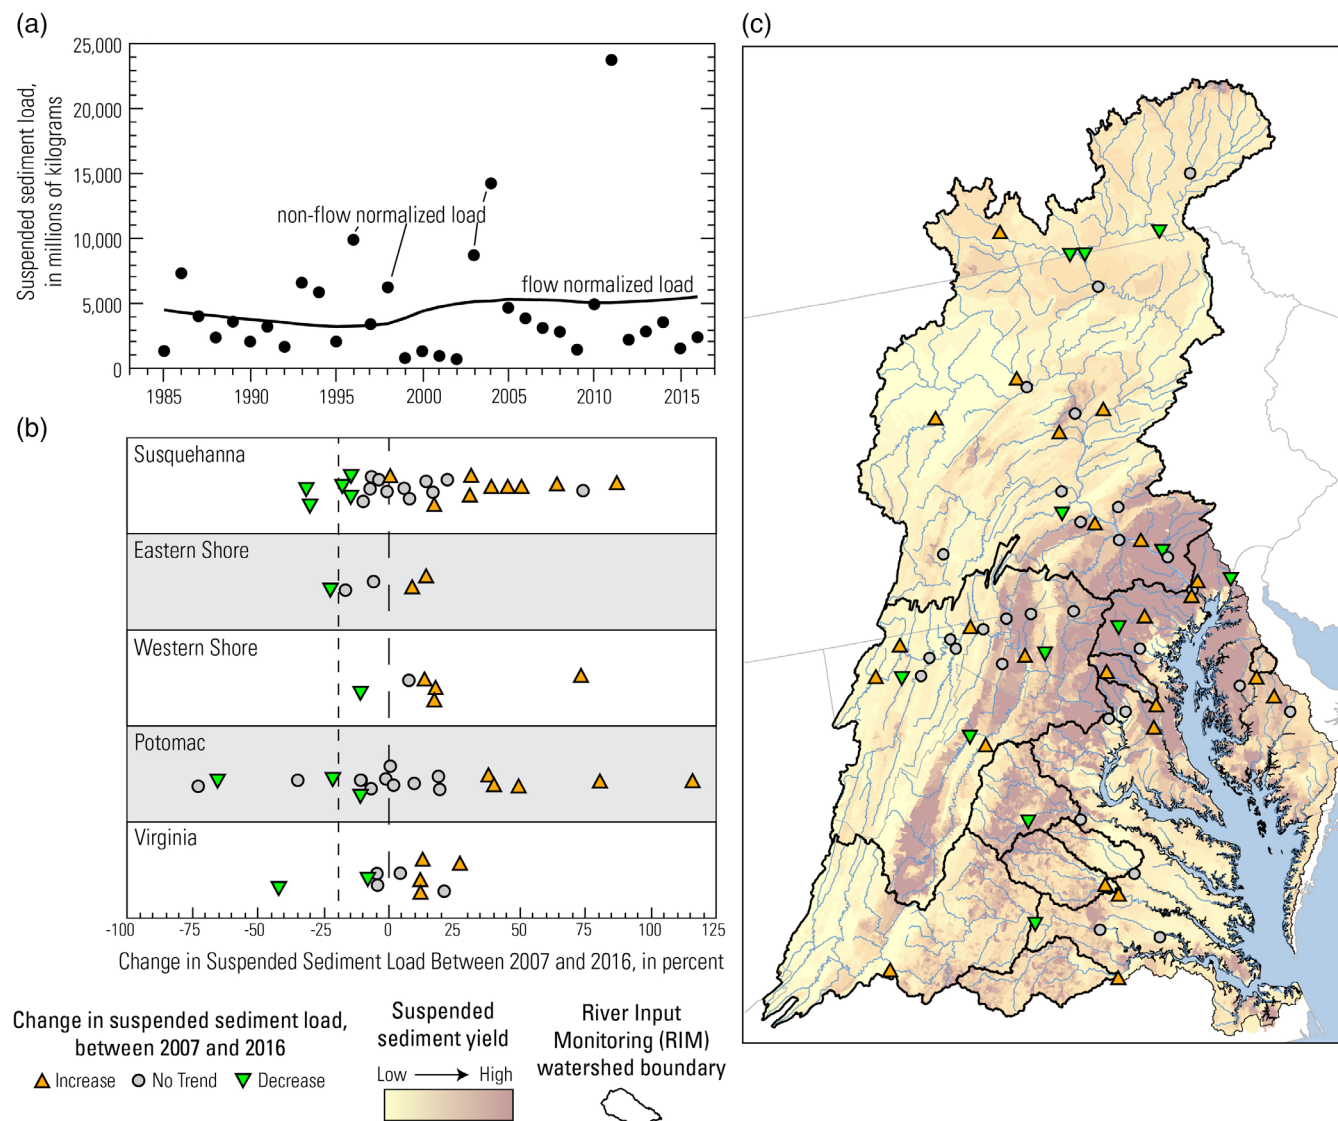 (a)
Suspended sediment load,
in millions of kilograms
25,000
20,000
15,000
10,000
5,000
0
non-flow normalized load
flow normalized load
1985 1990 1995 2000 2005 2010 2015
(b)
Susquehanna
Eastern Shore
Western Shore
Potomac
Virginia
-100 -75 -50 -25 0 25 50 75 100 125
Change in Suspended Sediment Load Between 2007 and 2016, in percent
Change in suspended sediment load,
between 2007 and 2016
Increase No Trend Decrease
Suspended
sediment yield
Low High
River Input
Monitoring (RIM)
watershed boundary
(c)